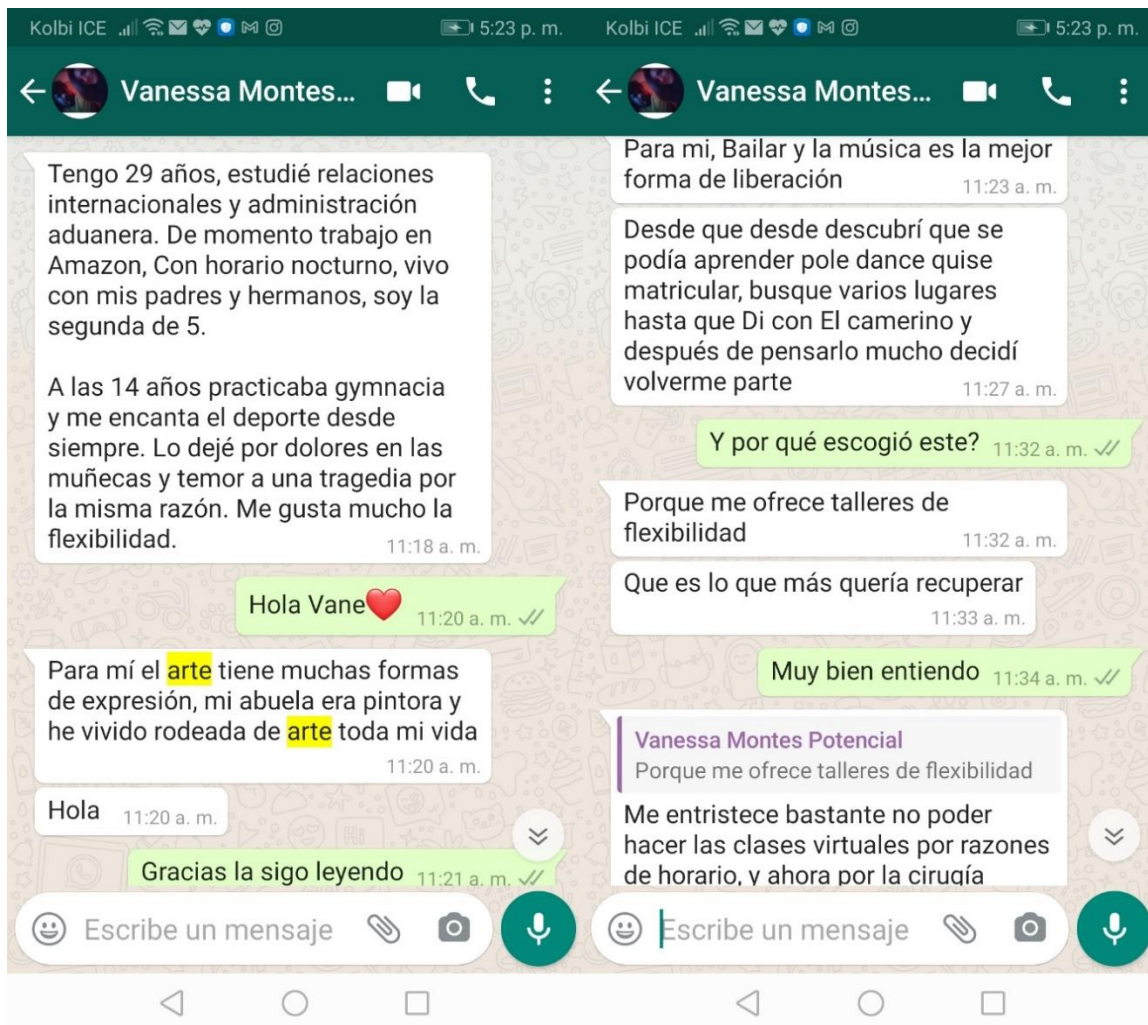 Kolbi ICE 5:23 p. m.
Vanessa Montes...
Tengo 29 años, estudié relaciones
internacionales y administración
aduanera. De momento trabajo en
Amazon, Con horario nocturno, vivo
con mis padres y hermanos, soy la
segunda de 5.
A las 14 años practicaba gymnacia
y me encanta el deporte desde
siempre. Lo dejé por dolores en las
muñecas y temor a una tragedia por
la misma razón. Me gusta mucho la
flexibilidad. 11:18 a. m.
Hola Vane❤️ 11:20 a. m.
Para mí el arte tiene muchas formas
de expresión, mi abuela era pintora y
he vivido rodeada de arte toda mi vida
11:20 a. m.
Hola 11:20 a. m.
Gracias la sigo leyendo 11:21 a. m.
Escribe un mensaje
Kolbi ICE 5:23 p. m.
Vanessa Montes...
Para mi, Bailar y la música es la mejor
forma de liberación 11:23 a. m.
Desde que desde descubrí que se
podía aprender pole dance quise
matricular, busque varios lugares
hasta que Di con El camerino y
después de pensarlo mucho decidí
volverme parte 11:27 a. m.
Y por qué escogió este? 11:32 a. m.
Porque me ofrece talleres de
flexibilidad 11:32 a. m.
Que es lo que más quería recuperar
11:33 a. m.
Muy bien entiendo 11:34 a. m.
Vanessa Montes Potencial
Porque me ofrece talleres de flexibilidad
Me entristece bastante no poder
hacer las clases virtuales por razones
de horario, y ahora por la cirugía
Escribe un mensaje